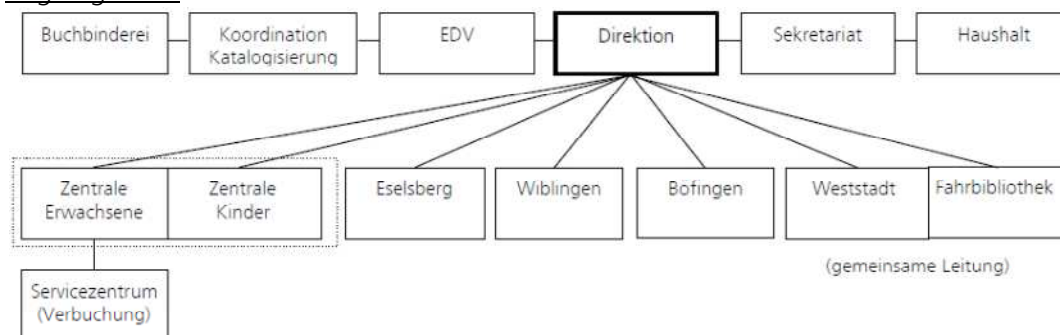 Buchbinderei
Koordination
Katalogisierung
EDV
Direktion
Sekretariat
Haushalt
Zentrale
Erwachsene
Zentrale
Kinder
Eselsberg
Wiblingen
Böfingen
Weststadt
Fahrbibliothek
(gemeinsame Leitung)
Servicezentrum
(Verbuchung)